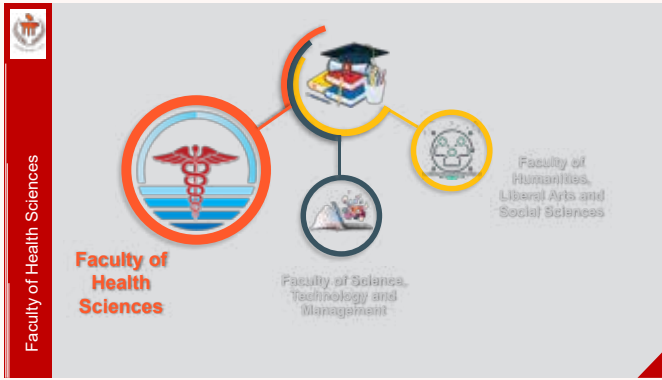 Faculty of Health Sciences
Faculty of
Health
Sciences
Faculty of Science,
Technology and
Management
Faculty of
Humanities,
Liberal Arts and
Social Sciences